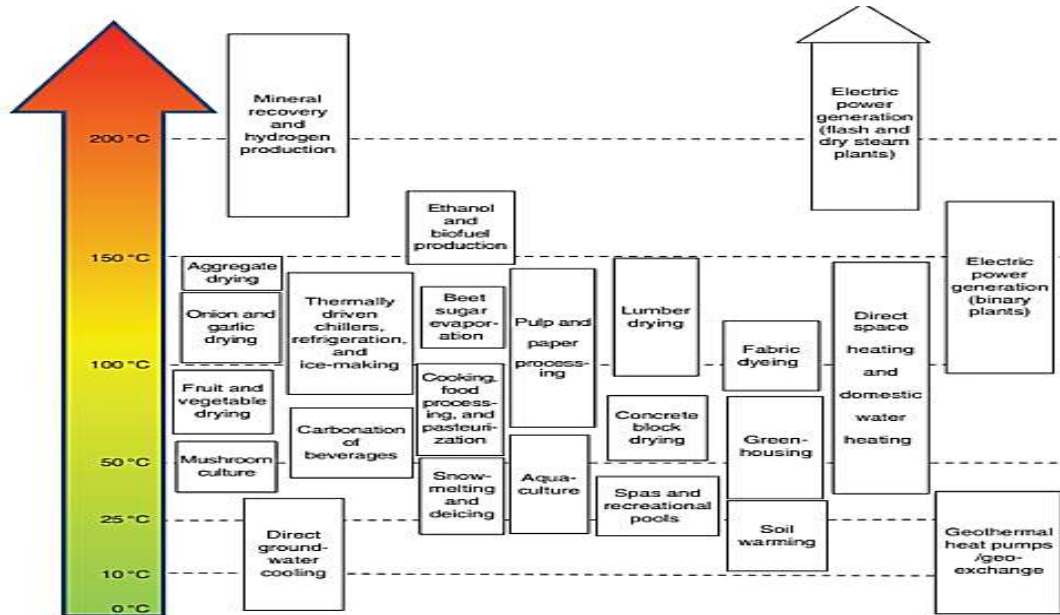 Mineral
recovery
and
hydrogen
production
Electric
power
generation
(flash and
dry steam
plants)
200 °C
Ethanol
and
biofuel
production
150 °C
Aggregate
drying
Onion and
garlic
drying
Thermally
driven
chillers,
refrigeration,
and
ice-making
Beet
sugar
evapor-
ation
Pulp and
paper
process-
ing
Lumber
drying
Fabric
dyeing
Direct
space
heating
and
domestic
water
heating
Electric
power
generation
(binary
plants)
100 °C
Fruit and
vegetable
drying
Carbonation
of
beverages
Cooking,
food
process-
ing, and
pasteuri-
zation
Concrete
block
drying
Green-
housing
Mushroom
culture
50 °C
Snow-
melting
and
deicing
Aqua-
culture
Spas and
recreational
pools
25 °C
Direct
ground-
water
cooling
Soil
warming
Geothermal
heat pumps
/geo-
exchange
10 °C
0 °C